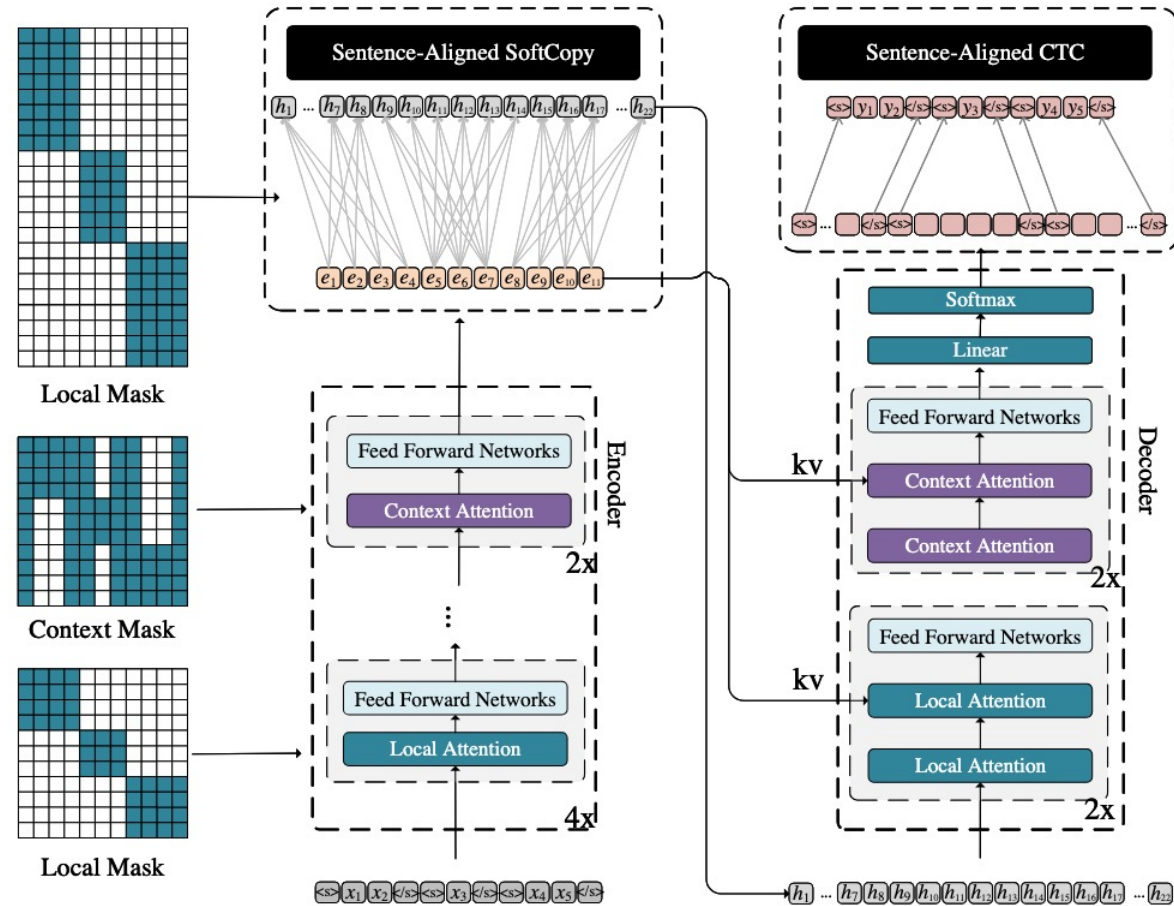 Local Mask
Context Mask
Local Mask
Sentence-Aligned SoftCopy
h1 ... h7 h8 h9 h10 h11 h12 h13 h14 h15 h16 h17 ... h22
e1 e2 e3 e4 e5 e6 e7 e8 e9 e10 e11
Encoder
Feed Forward Networks
Context Attention
2x
...
Feed Forward Networks
Local Attention
4x
<s> x1 x2 </s> <s> x3 </s> <s> x4 x5 </s>
Sentence-Aligned CTC
<s> y1 y2 </s> <s> y3 </s> <s> y4 y5 </s>
<s> ... </s> <s> </s> <s> ... </s>
Decoder
Softmax
Linear
Feed Forward Networks
kv
Context Attention
Context Attention
2x
Feed Forward Networks
kv
Local Attention
Local Attention
2x
h1 ... h7 h8 h9 h10 h11 h12 h13 h14 h15 h16 h17 ... h22